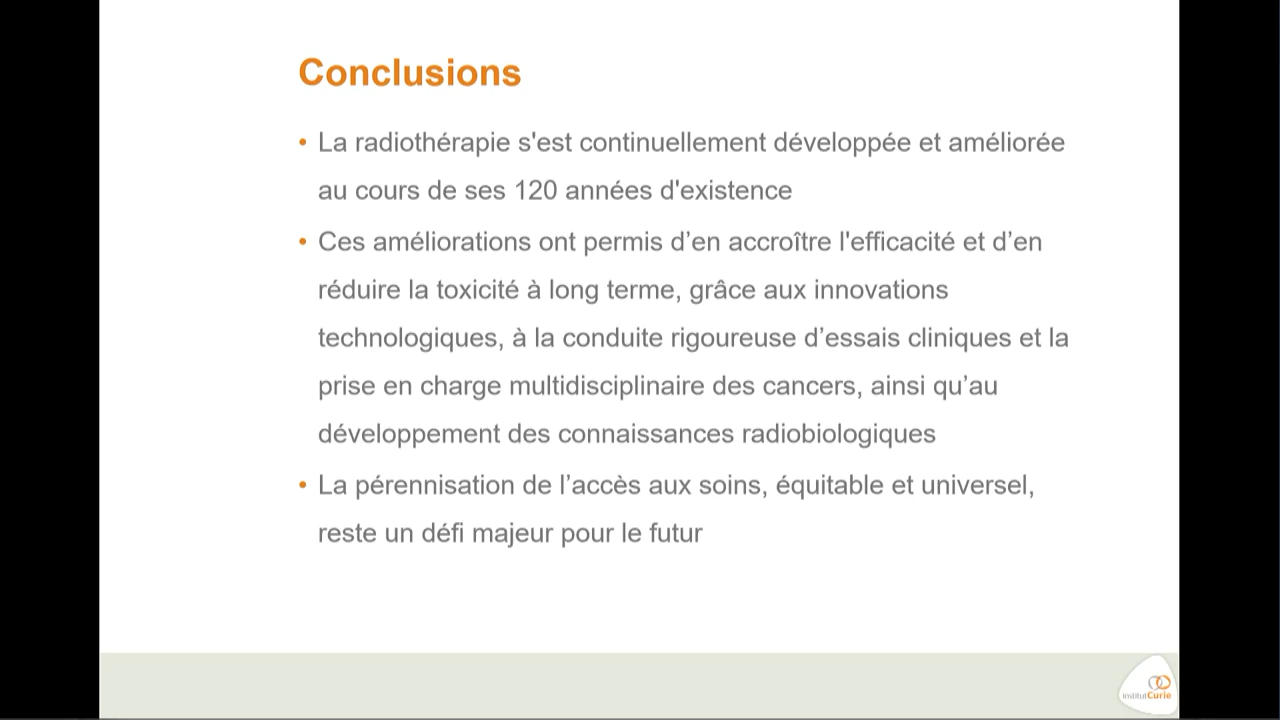 Conclusions
• La radiothérapie s'est continuellement développée et améliorée
au cours de ses 120 années d'existence
• Ces améliorations ont permis d’en accroître l'efficacité et d’en
réduire la toxicité à long terme, grâce aux innovations
technologiques, à la conduite rigoureuse d’essais cliniques et la
prise en charge multidisciplinaire des cancers, ainsi qu’au
développement des connaissances radiobiologiques
• La pérennisation de l’accès aux soins, équitable et universel,
reste un défi majeur pour le futur
institutCurie